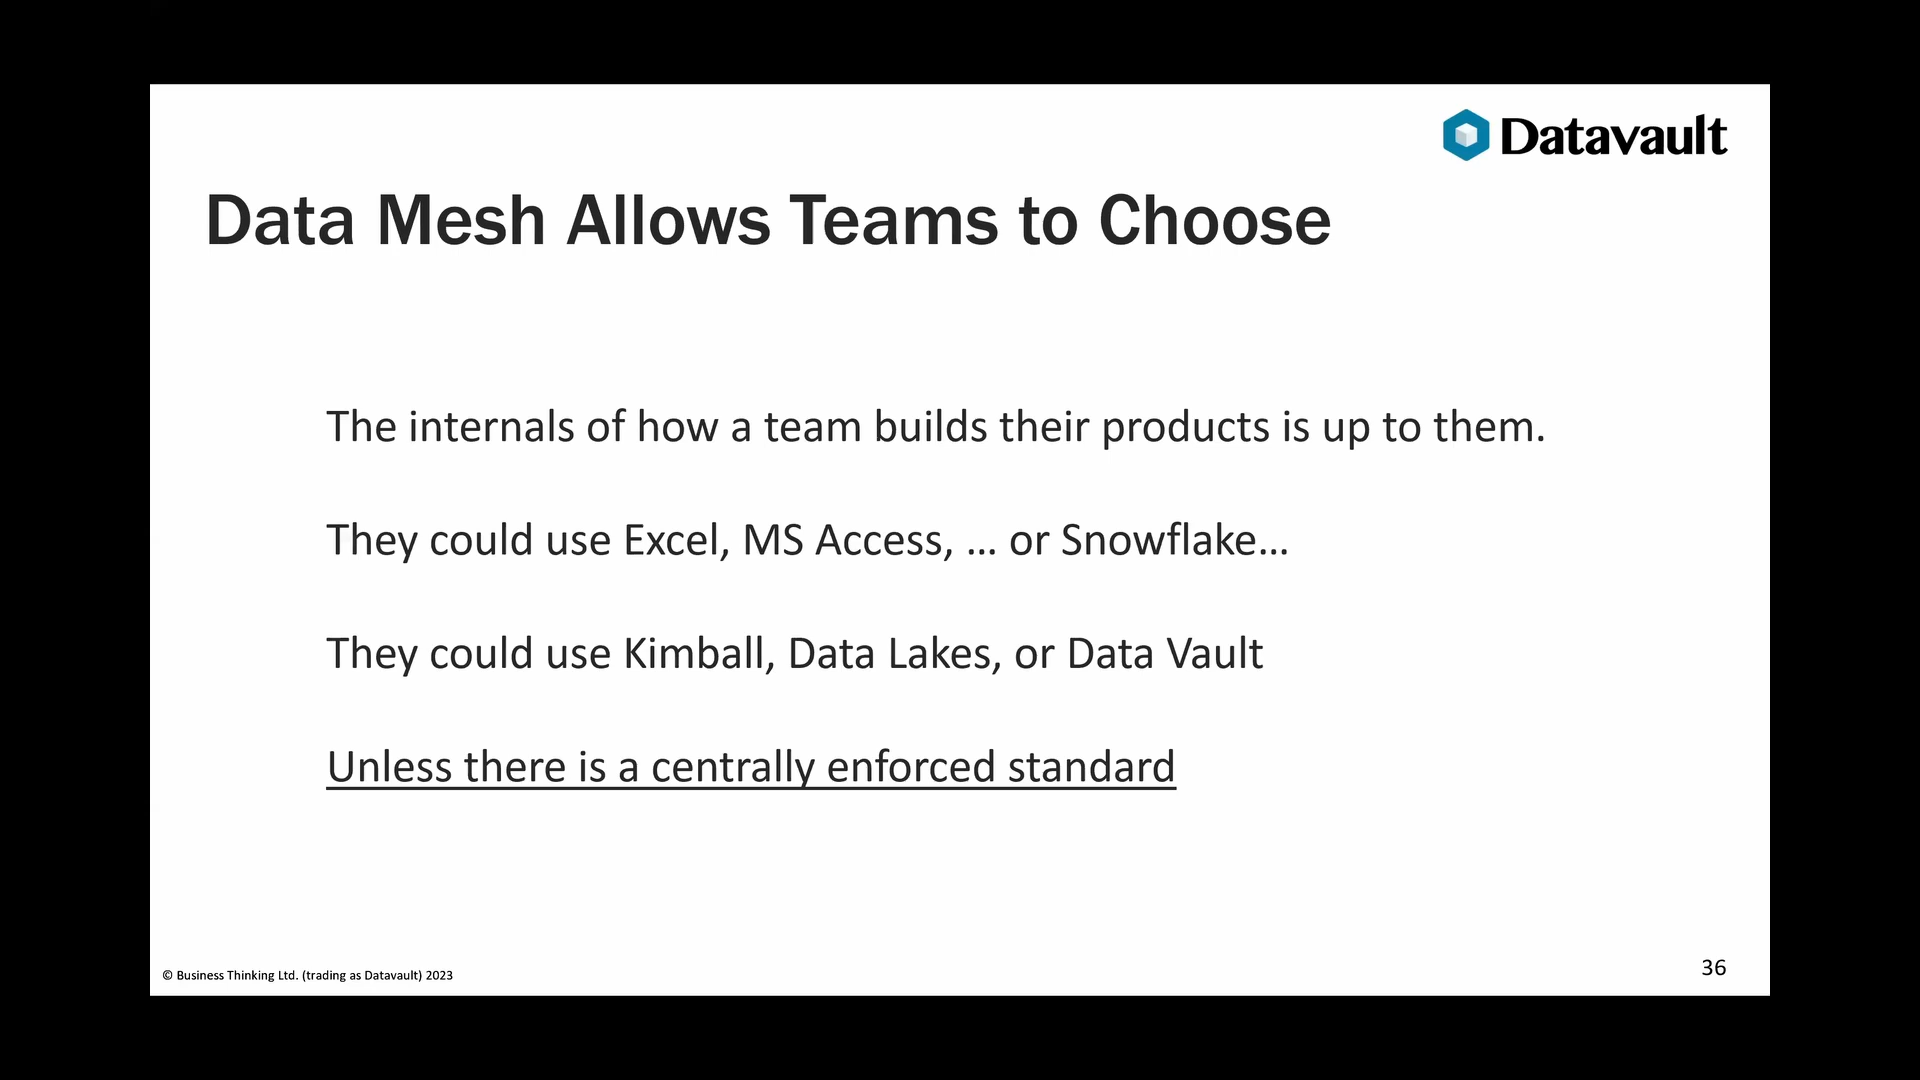 Datavault
Data Mesh Allows Teams to Choose
The internals of how a team builds their products is up to them.
They could use Excel, MS Access, … or Snowflake…
They could use Kimball, Data Lakes, or Data Vault
Unless there is a centrally enforced standard
© Business Thinking Ltd. (trading as Datavault) 2023
36